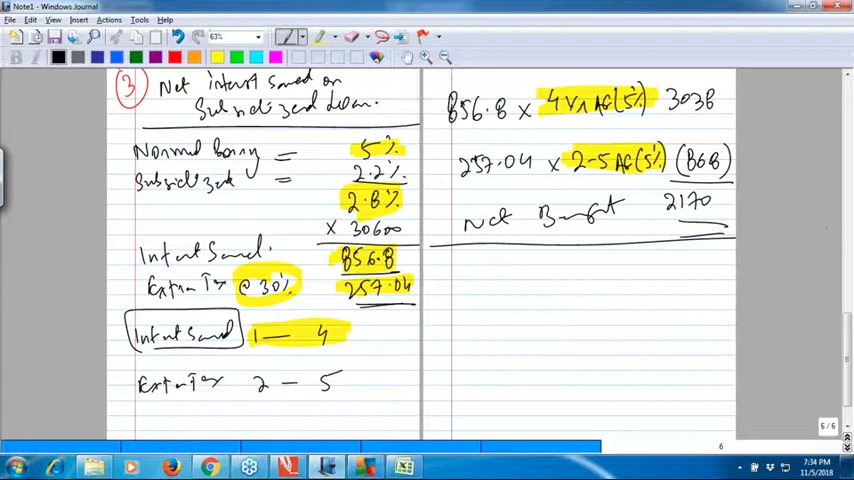 Note1 - Windows Journal
File Edit View Insert Actions Tools Help
63%
3 Net interest saved on
Subsidized Loan.
Normal Borry = 5%
Subsidized = 2.2%
2.8%
x 30600
Interest Saved. 856.8
Extra Tax @ 30% 257.04
Interest Saved 1 — 4
Extra Tax 2 — 5
856.8 x 4 Yr AF(5%) 3038
257.04 x 2-5 AF(5%) (868)
Net Benefit 2170
6/6
6
7:34 PM
11/5/2018